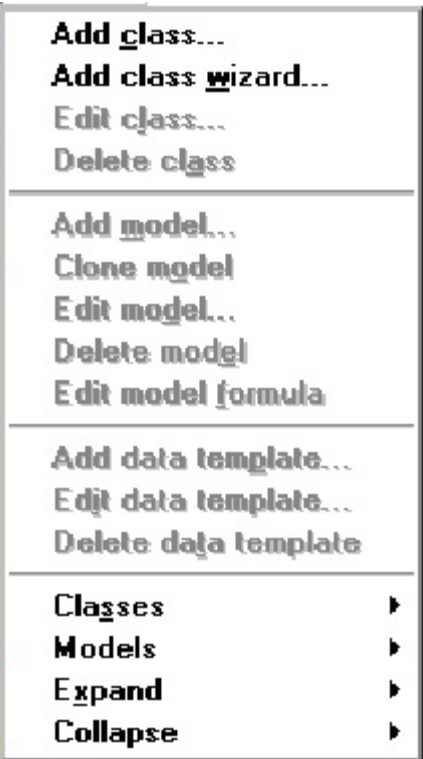 Add class...
Add class wizard...
Edit class...
Delete class
Add model...
Clone model
Edit model...
Delete model
Edit model formula
Add data template...
Edit data template...
Delete data template
Classes
Models
Expand
Collapse